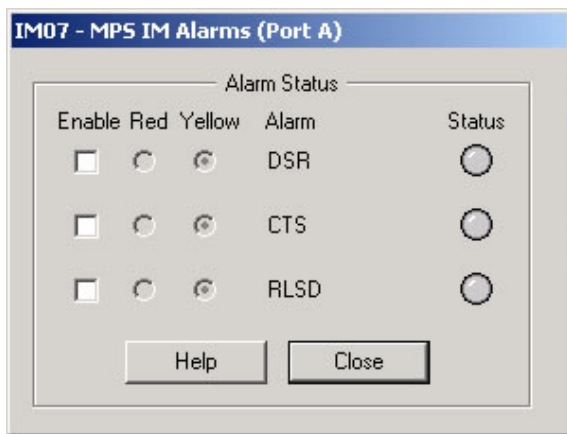 IM07 - MPS IM Alarms (Port A)
Alarm Status
Enable Red Yellow Alarm Status
DSR
CTS
RLSD
Help Close